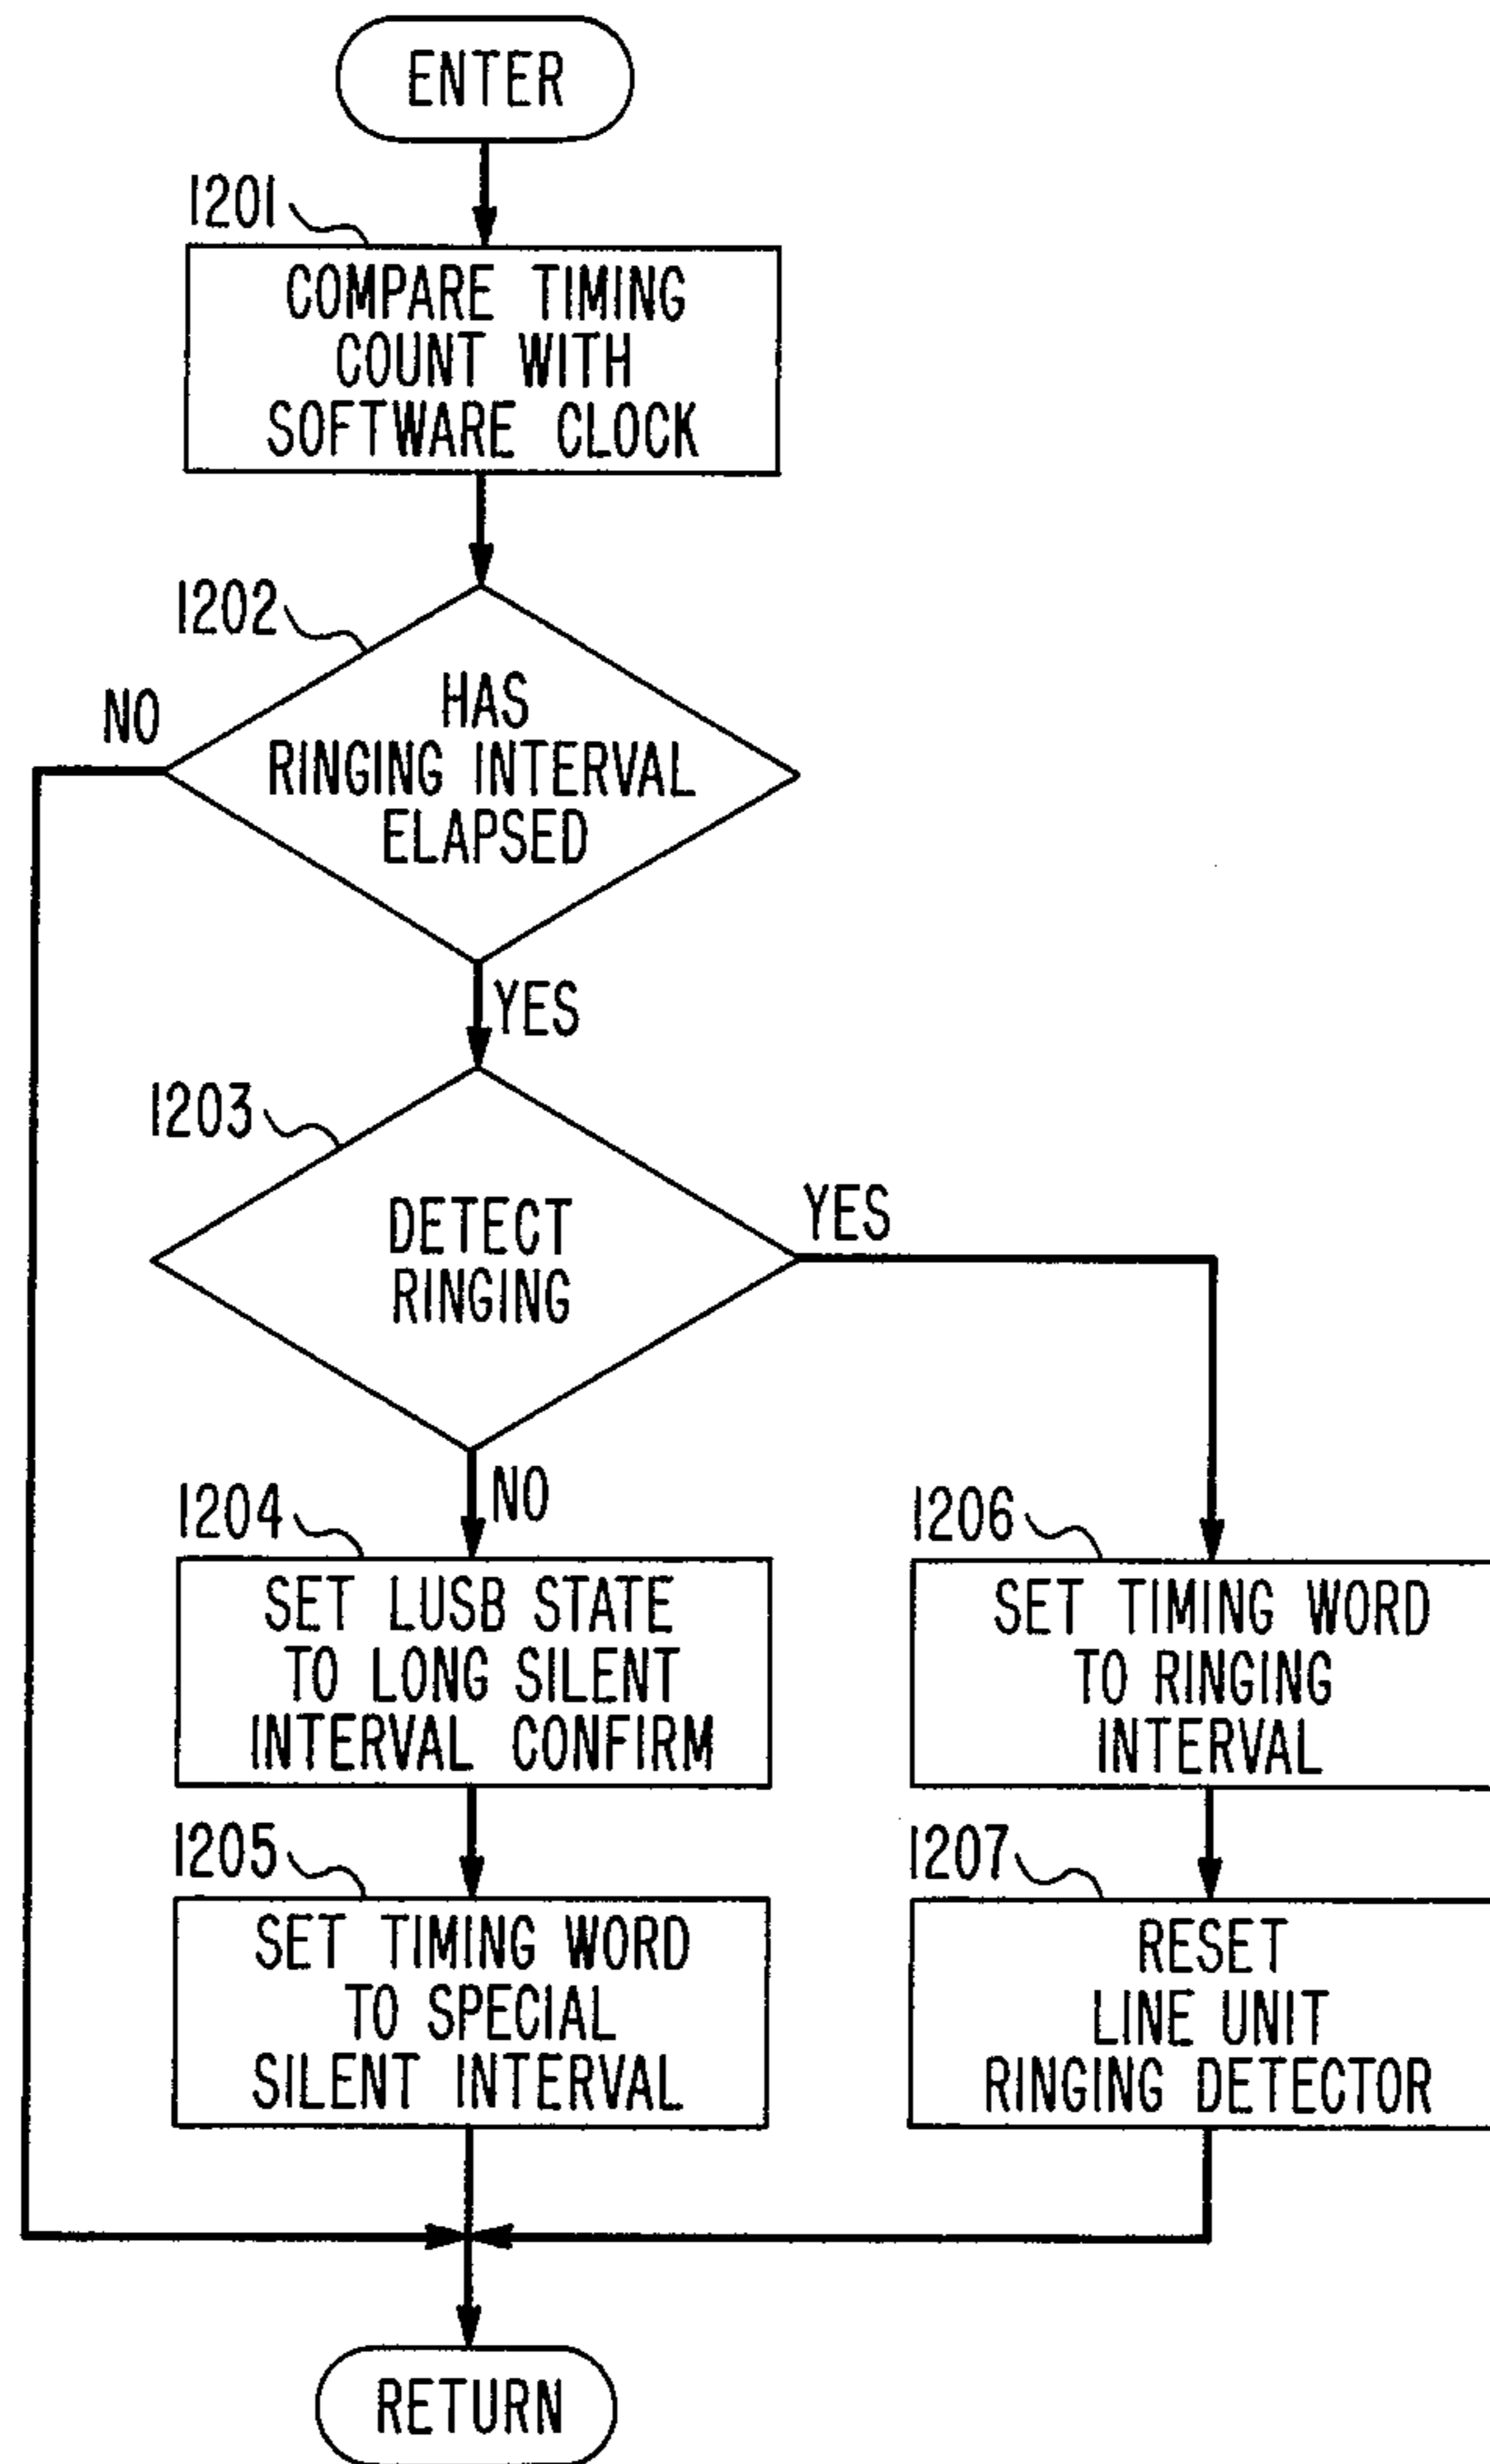 ENTER
1201
COMPARE TIMING
COUNT WITH
SOFTWARE CLOCK
1202
NO
HAS
RINGING INTERVAL
ELAPSED
YES
1203
DETECT
RINGING
YES
NO
1204
SET LUSB STATE
TO LONG SILENT
INTERVAL CONFIRM
1205
SET TIMING WORD
TO SPECIAL
SILENT INTERVAL
1206
SET TIMING WORD
TO RINGING
INTERVAL
1207
RESET
LINE UNIT
RINGING DETECTOR
RETURN